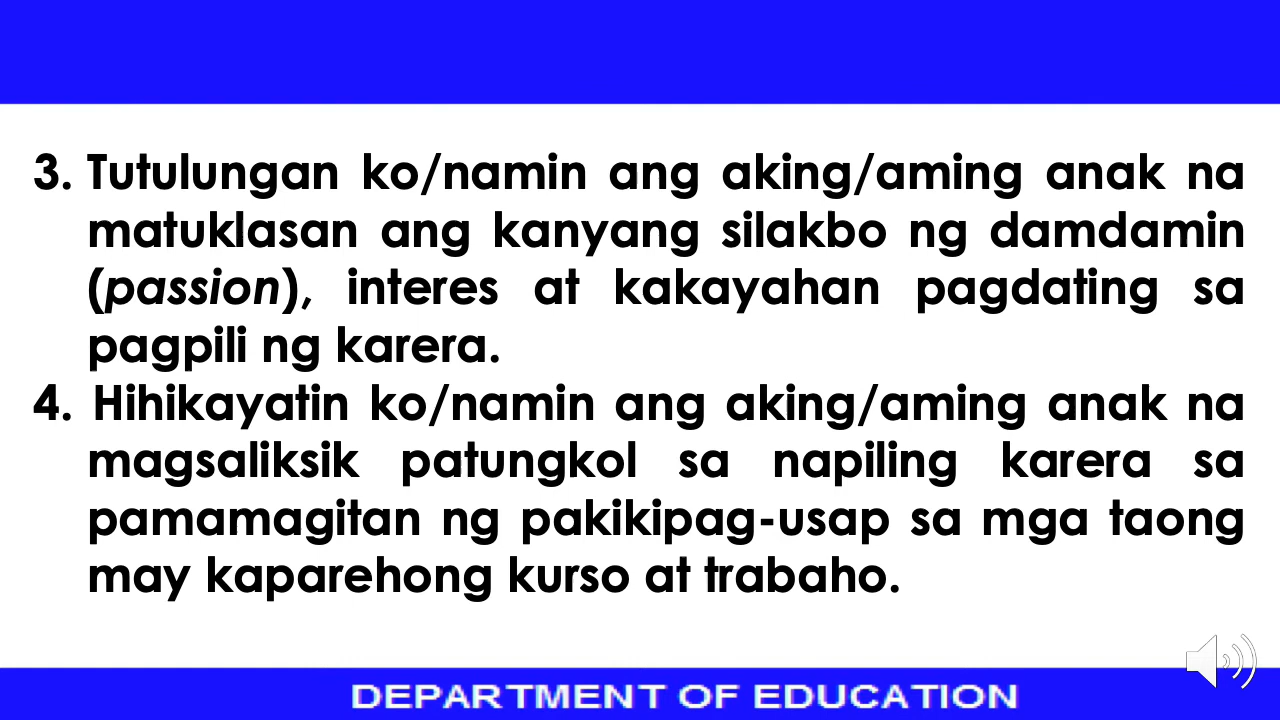 3. Tutulungan ko/namin ang aking/aming anak na
matuklasan ang kanyang silakbo ng damdamin
(passion), interes at kakayahan pagdating sa
pagpili ng karera.
4. Hihikayatin ko/namin ang aking/aming anak na
magsaliksik patungkol sa napiling karera sa
pamamagitan ng pakikipag-usap sa mga taong
may kaparehong kurso at trabaho.
DEPARTMENT OF EDUCATION